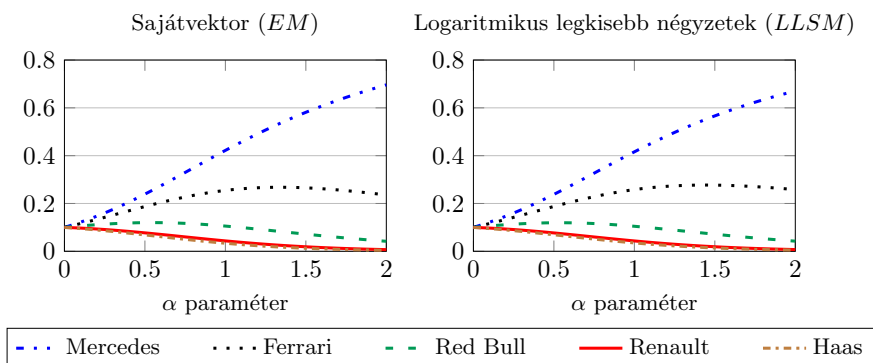 Sajátvektor (EM)
0.8
0.6
0.4
0.2
0
0 0.5 1 1.5 2
α paraméter
Logaritmikus legkisebb négyzetek (LLSM)
0.8
0.6
0.4
0.2
0
0 0.5 1 1.5 2
α paraméter
Mercedes Ferrari Red Bull Renault Haas